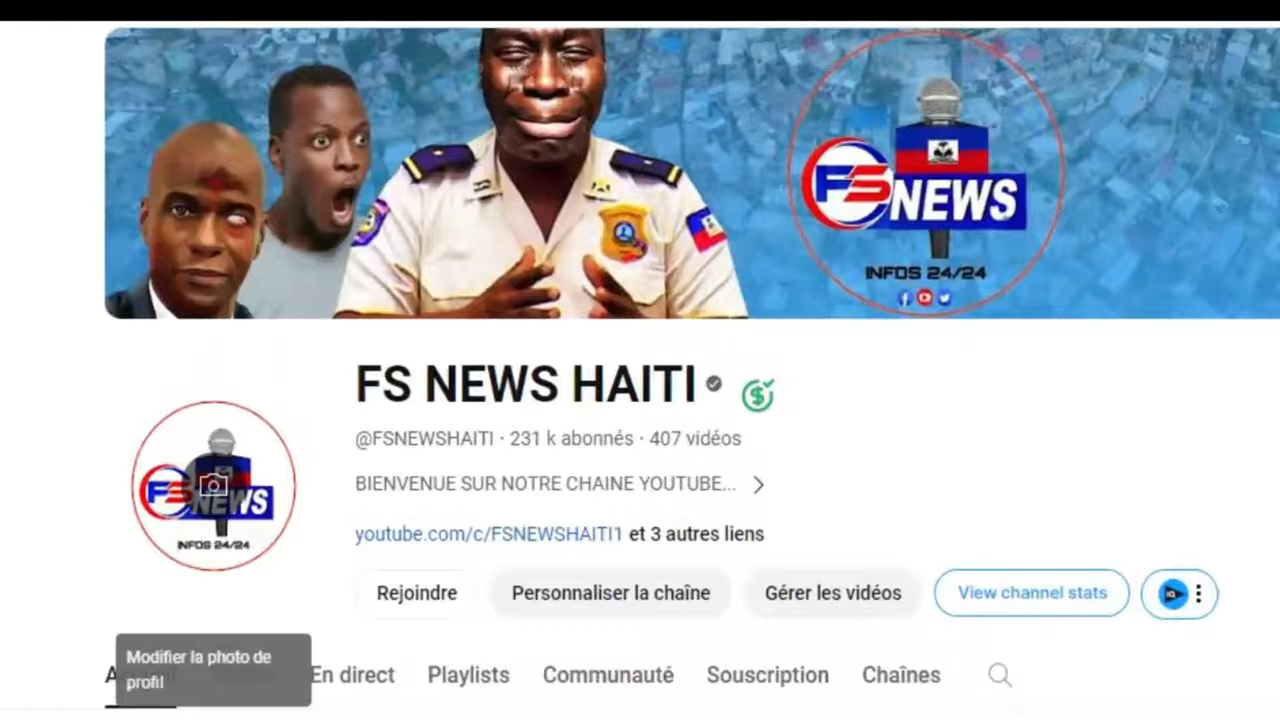 FS NEWS
INFOS 24/24
FS NEWS HAITI
@FSNEWSHAITI · 231 k abonnés · 407 vidéos
BIENVENUE SUR NOTRE CHAINE YOUTUBE...
youtube.com/c/FSNEWSHAITI1 et 3 autres liens
FS NEWS
INFOS 24/24
Rejoindre Personnaliser la chaîne Gérer les vidéos View channel stats
Modifier la photo de
profil
En direct Playlists Communauté Souscription Chaînes